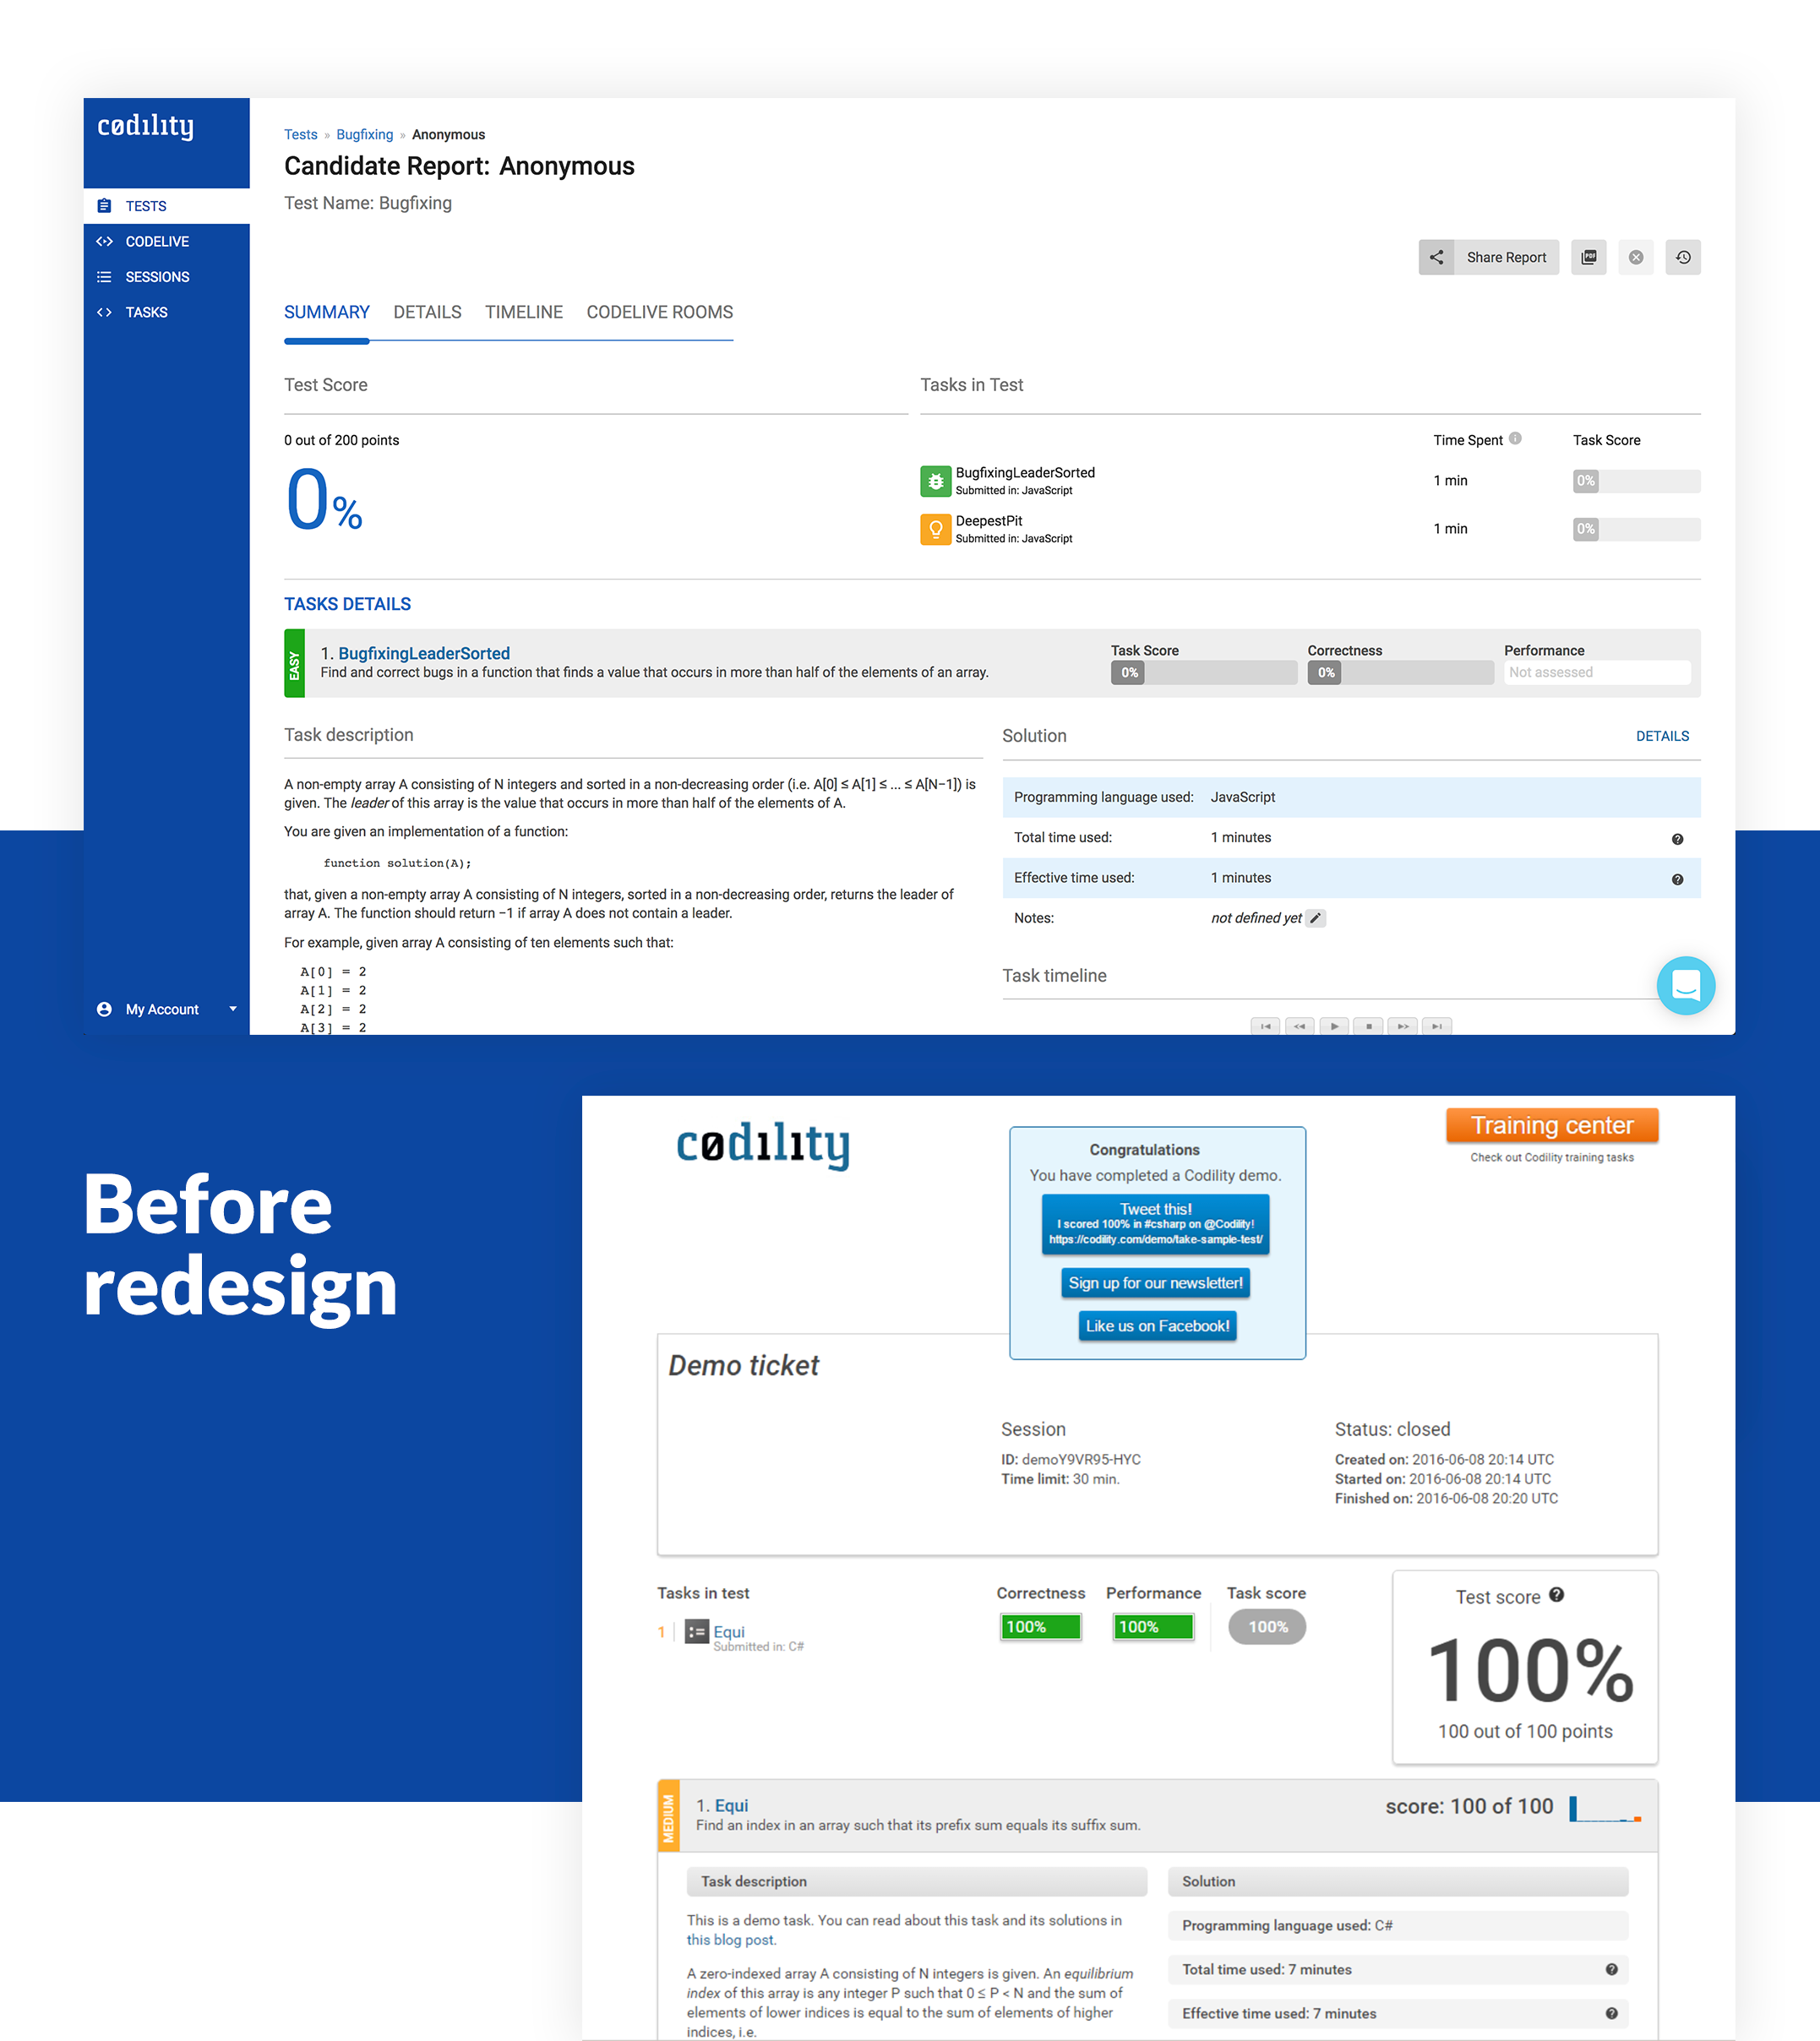 cødility
TESTS
CODELIVE
SESSIONS
TASKS
My Account
Tests » Bugfixing » Anonymous
Candidate Report: Anonymous
Test Name: Bugfixing
Share Report
PDF
SUMMARY DETAILS TIMELINE CODELIVE ROOMS
Test Score
0 out of 200 points
0%
Tasks in Test
Time Spent Task Score
BugfixingLeaderSorted
Submitted in: JavaScript
1 min 0%
DeepestPit
Submitted in: JavaScript
1 min 0%
TASKS DETAILS
EASY
1. BugfixingLeaderSorted
Find and correct bugs in a function that finds a value that occurs in more than half of the elements of an array.
Task Score Correctness Performance
0% 0% Not assessed
Task description
A non-empty array A consisting of N integers and sorted in a non-decreasing order (i.e. A[0] ≤ A[1] ≤ ... ≤ A[N−1]) is
given. The leader of this array is the value that occurs in more than half of the elements of A.
You are given an implementation of a function:
function solution(A);
that, given a non-empty array A consisting of N integers, sorted in a non-decreasing order, returns the leader of
array A. The function should return −1 if array A does not contain a leader.
For example, given array A consisting of ten elements such that:
A[0] = 2
A[1] = 2
A[2] = 2
A[3] = 2
Solution DETAILS
Programming language used: JavaScript
Total time used: 1 minutes
Effective time used: 1 minutes
Notes: not defined yet
Task timeline
Before
redesign
cødility
Congratulations
You have completed a Codility demo.
Tweet this!
I scored 100% in #csharp on @Codility!
https://codility.com/demo/take-sample-test/
Sign up for our newsletter!
Like us on Facebook!
Training center
Check out Codility training tasks
Demo ticket
Session
ID: demoY9VR95-HYC
Time limit: 30 min.
Status: closed
Created on: 2016-06-08 20:14 UTC
Started on: 2016-06-08 20:14 UTC
Finished on: 2016-06-08 20:20 UTC
Tasks in test Correctness Performance Task score
1 Equi 100% 100% 100%
Submitted in: C#
Test score
100%
100 out of 100 points
MEDIUM
1. Equi
Find an index in an array such that its prefix sum equals its suffix sum.
score: 100 of 100
Task description
This is a demo task. You can read about this task and its solutions in
this blog post.
A zero-indexed array A consisting of N integers is given. An equilibrium
index of this array is any integer P such that 0 ≤ P < N and the sum of
elements of lower indices is equal to the sum of elements of higher
indices, i.e.
Solution
Programming language used: C#
Total time used: 7 minutes
Effective time used: 7 minutes